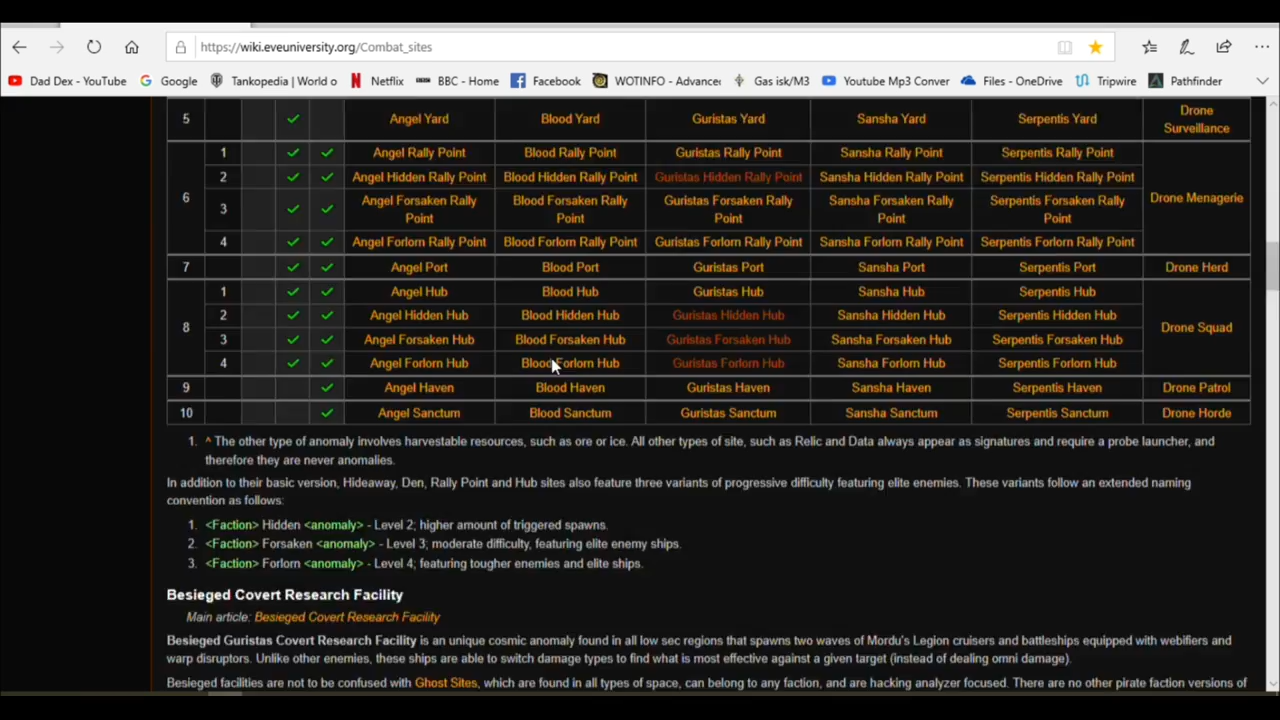 https://wiki.eveuniversity.org/Combat_sites
Dad Dex - YouTube Google Tankopedia | World o Netflix BBC - Home Facebook WOTINFO - Advance Gas isk/M3 Youtube Mp3 Conver Files - OneDrive Tripwire Pathfinder
5 Angel Yard Blood Yard Guristas Yard Sansha Yard Serpentis Yard Drone Surveillance
6 1 Angel Rally Point Blood Rally Point Guristas Rally Point Sansha Rally Point Serpentis Rally Point Drone Menagerie
2 Angel Hidden Rally Point Blood Hidden Rally Point Guristas Hidden Rally Point Sansha Hidden Rally Point Serpentis Hidden Rally Point
3 Angel Forsaken Rally Point Blood Forsaken Rally Point Guristas Forsaken Rally Point Sansha Forsaken Rally Point Serpentis Forsaken Rally Point
4 Angel Forlorn Rally Point Blood Forlorn Rally Point Guristas Forlorn Rally Point Sansha Forlorn Rally Point Serpentis Forlorn Rally Point
7 Angel Port Blood Port Guristas Port Sansha Port Serpentis Port Drone Herd
8 1 Angel Hub Blood Hub Guristas Hub Sansha Hub Serpentis Hub Drone Squad
2 Angel Hidden Hub Blood Hidden Hub Guristas Hidden Hub Sansha Hidden Hub Serpentis Hidden Hub
3 Angel Forsaken Hub Blood Forsaken Hub Guristas Forsaken Hub Sansha Forsaken Hub Serpentis Forsaken Hub
4 Angel Forlorn Hub Blood Forlorn Hub Guristas Forlorn Hub Sansha Forlorn Hub Serpentis Forlorn Hub
9 Angel Haven Blood Haven Guristas Haven Sansha Haven Serpentis Haven Drone Patrol
10 Angel Sanctum Blood Sanctum Guristas Sanctum Sansha Sanctum Serpentis Sanctum Drone Horde
1. ^ The other type of anomaly involves harvestable resources, such as ore or ice. All other types of site, such as Relic and Data always appear as signatures and require a probe launcher, and
therefore they are never anomalies.
In addition to their basic version, Hideaway, Den, Rally Point and Hub sites also feature three variants of progressive difficulty featuring elite enemies. These variants follow an extended naming
convention as follows:
1. <Faction> Hidden <anomaly> - Level 2; higher amount of triggered spawns.
2. <Faction> Forsaken <anomaly> - Level 3; moderate difficulty, featuring elite enemy ships.
3. <Faction> Forlorn <anomaly> - Level 4; featuring tougher enemies and elite ships.
Besieged Covert Research Facility
Main article: Besieged Covert Research Facility
Besieged Guristas Covert Research Facility is an unique cosmic anomaly found in all low sec regions that spawns two waves of Mordu's Legion cruisers and battleships equipped with webifiers and
warp disruptors. Unlike other enemies, these ships are able to switch damage types to find what is most effective against a given target (instead of dealing omni damage).
Besieged facilities are not to be confused with Ghost Sites, which are found in all types of space, can belong to any faction, and are hacking analyzer focused. There are no other pirate faction versions of